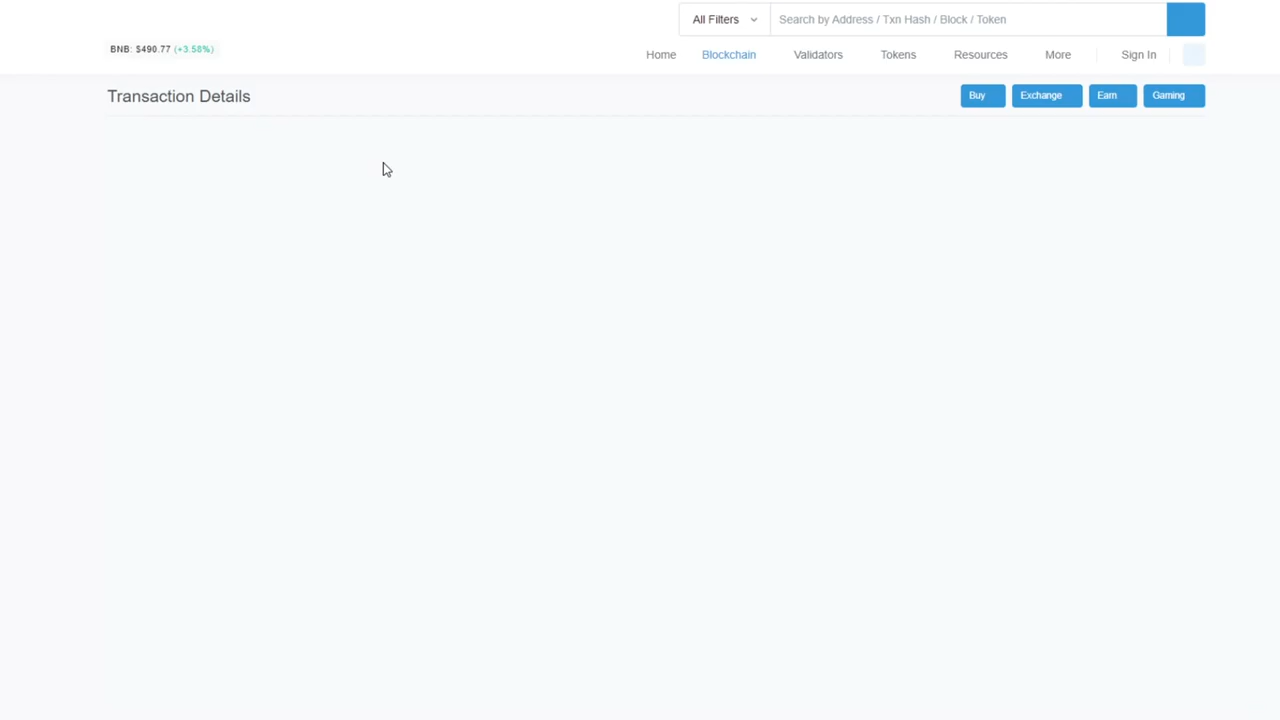 All Filters
Search by Address / Txn Hash / Block / Token
BNB: $490.77 (+3.58%)
Home
Blockchain
Validators
Tokens
Resources
More
Sign In
Transaction Details
Buy
Exchange
Earn
Gaming